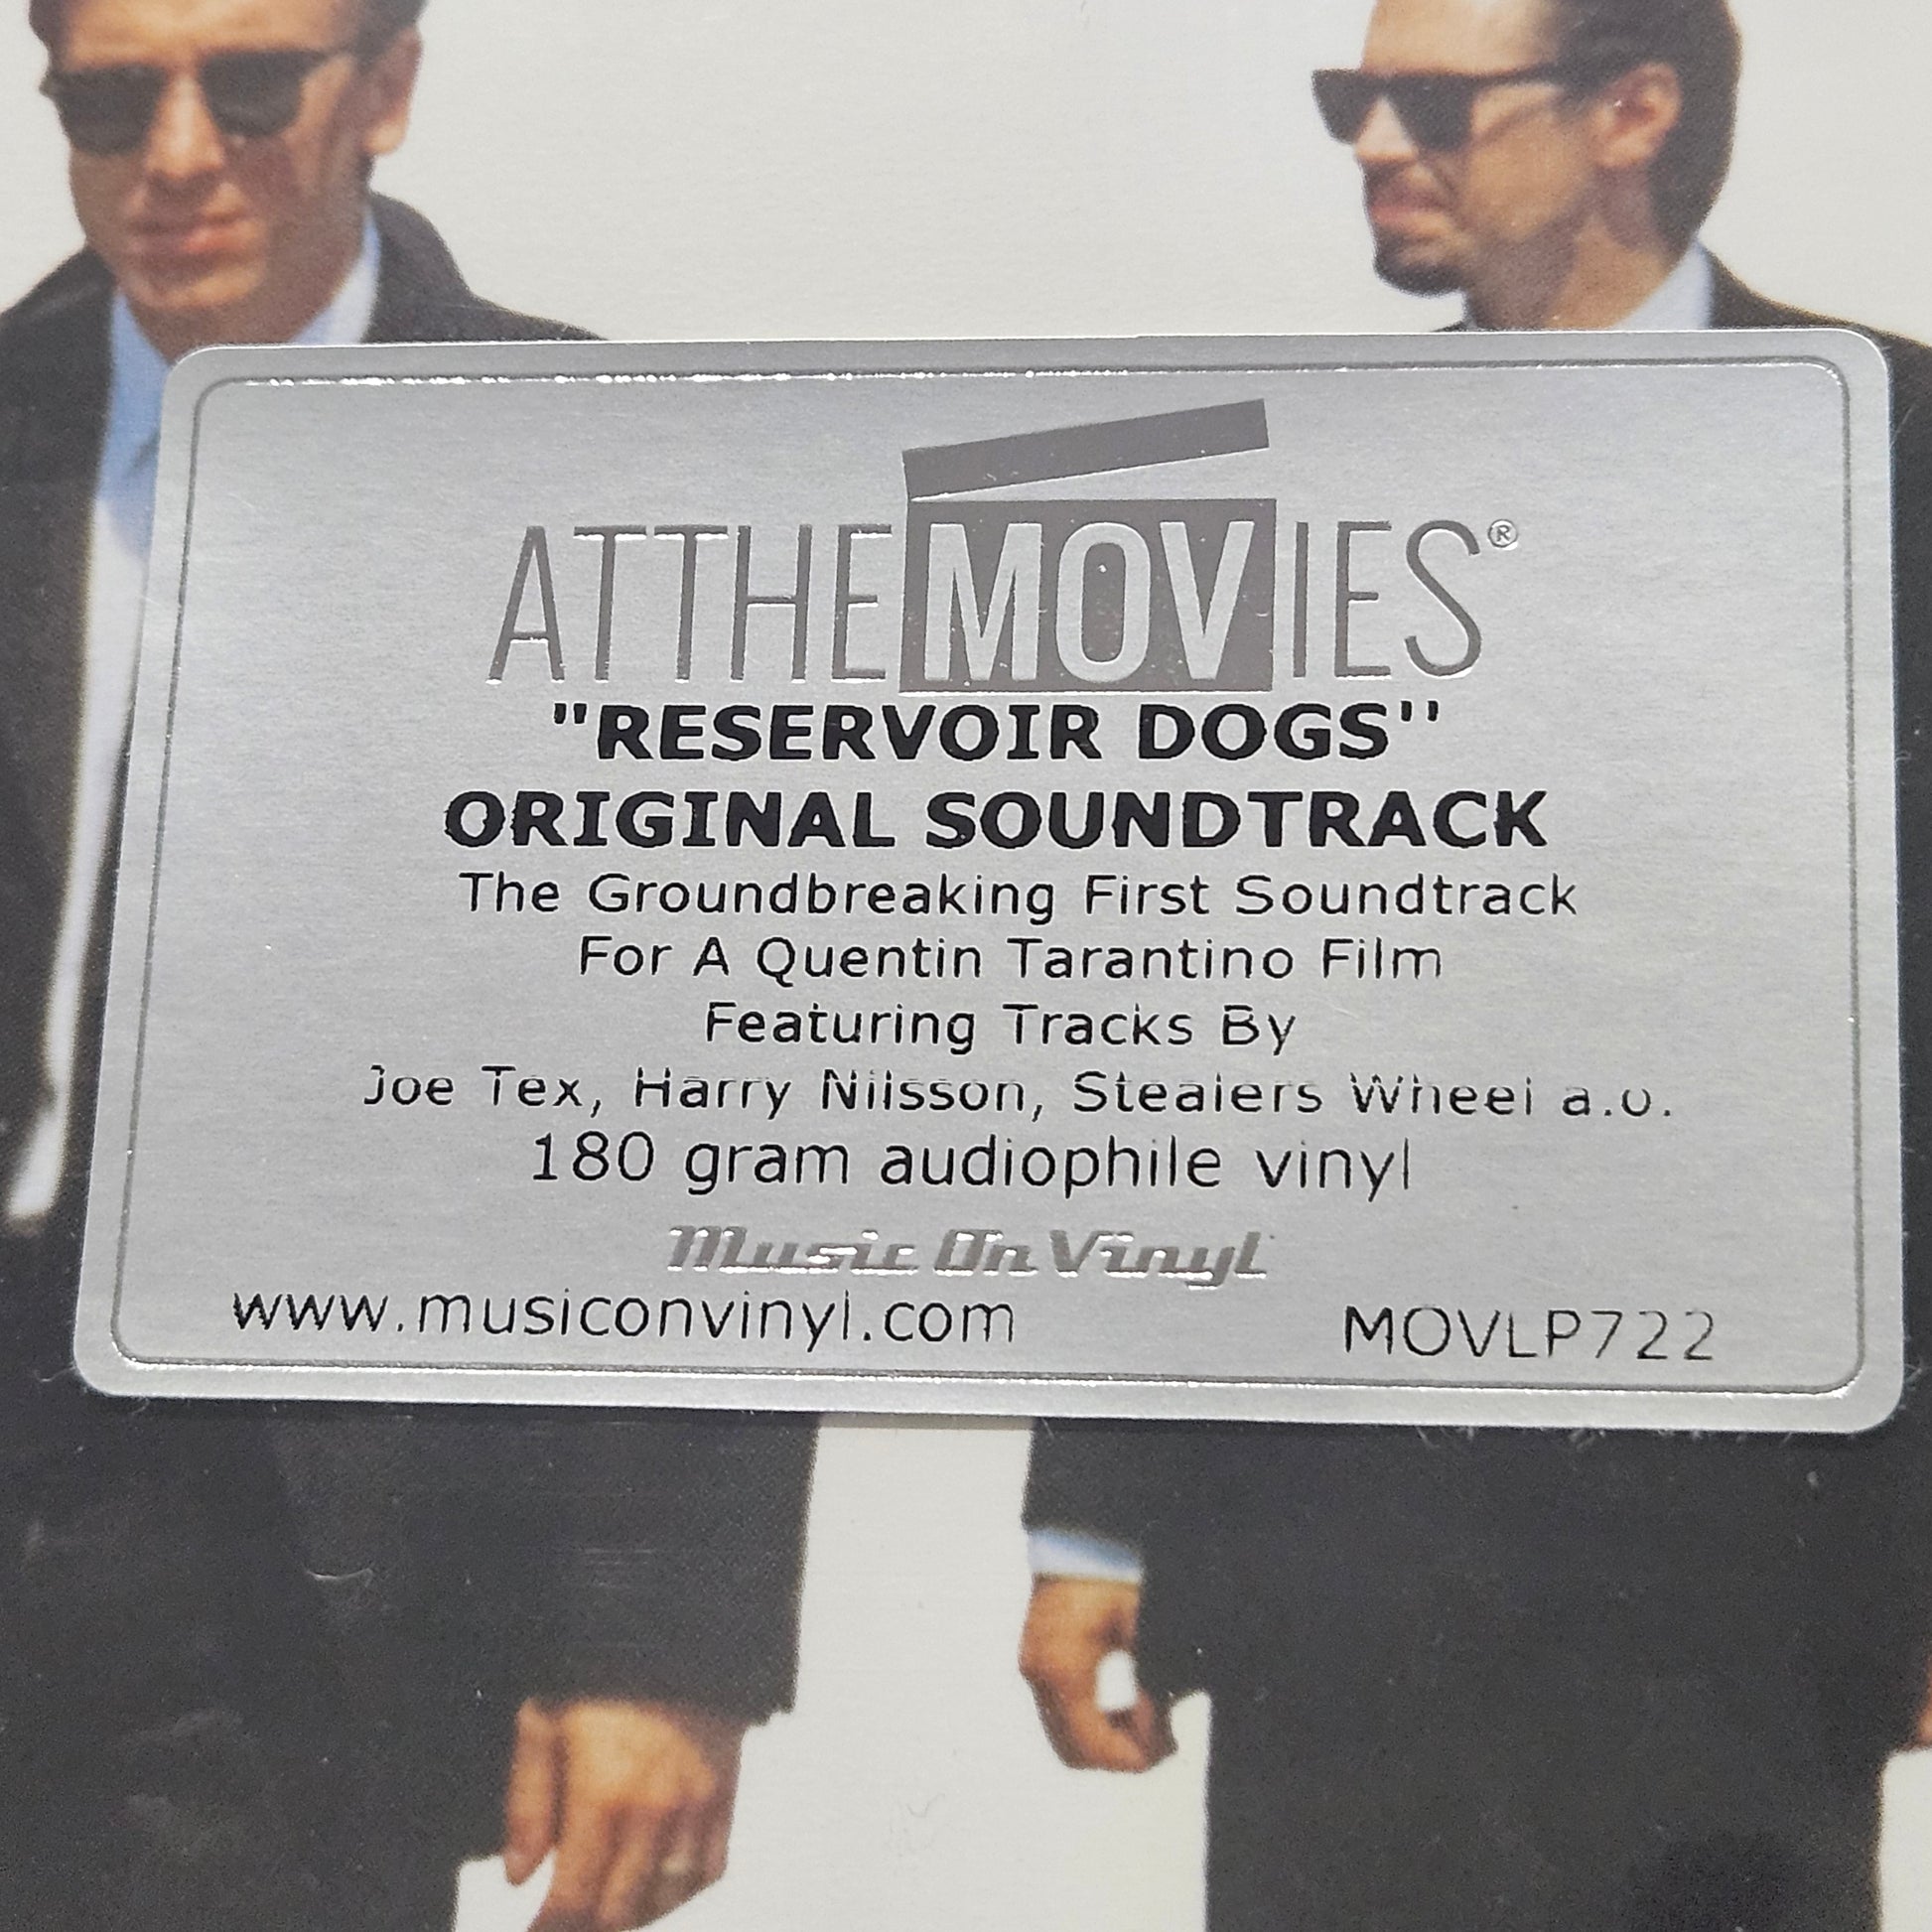 ATTHEMOVIES®
"RESERVOIR DOGS"
ORIGINAL SOUNDTRACK
The Groundbreaking First Soundtrack
For A Quentin Tarantino Film
Featuring Tracks By
Joe Tex, Harry Nilsson, Stealers Wheel a.o.
180 gram audiophile vinyl
Music On Vinyl
www.musiconvinyl.com MOVLP722